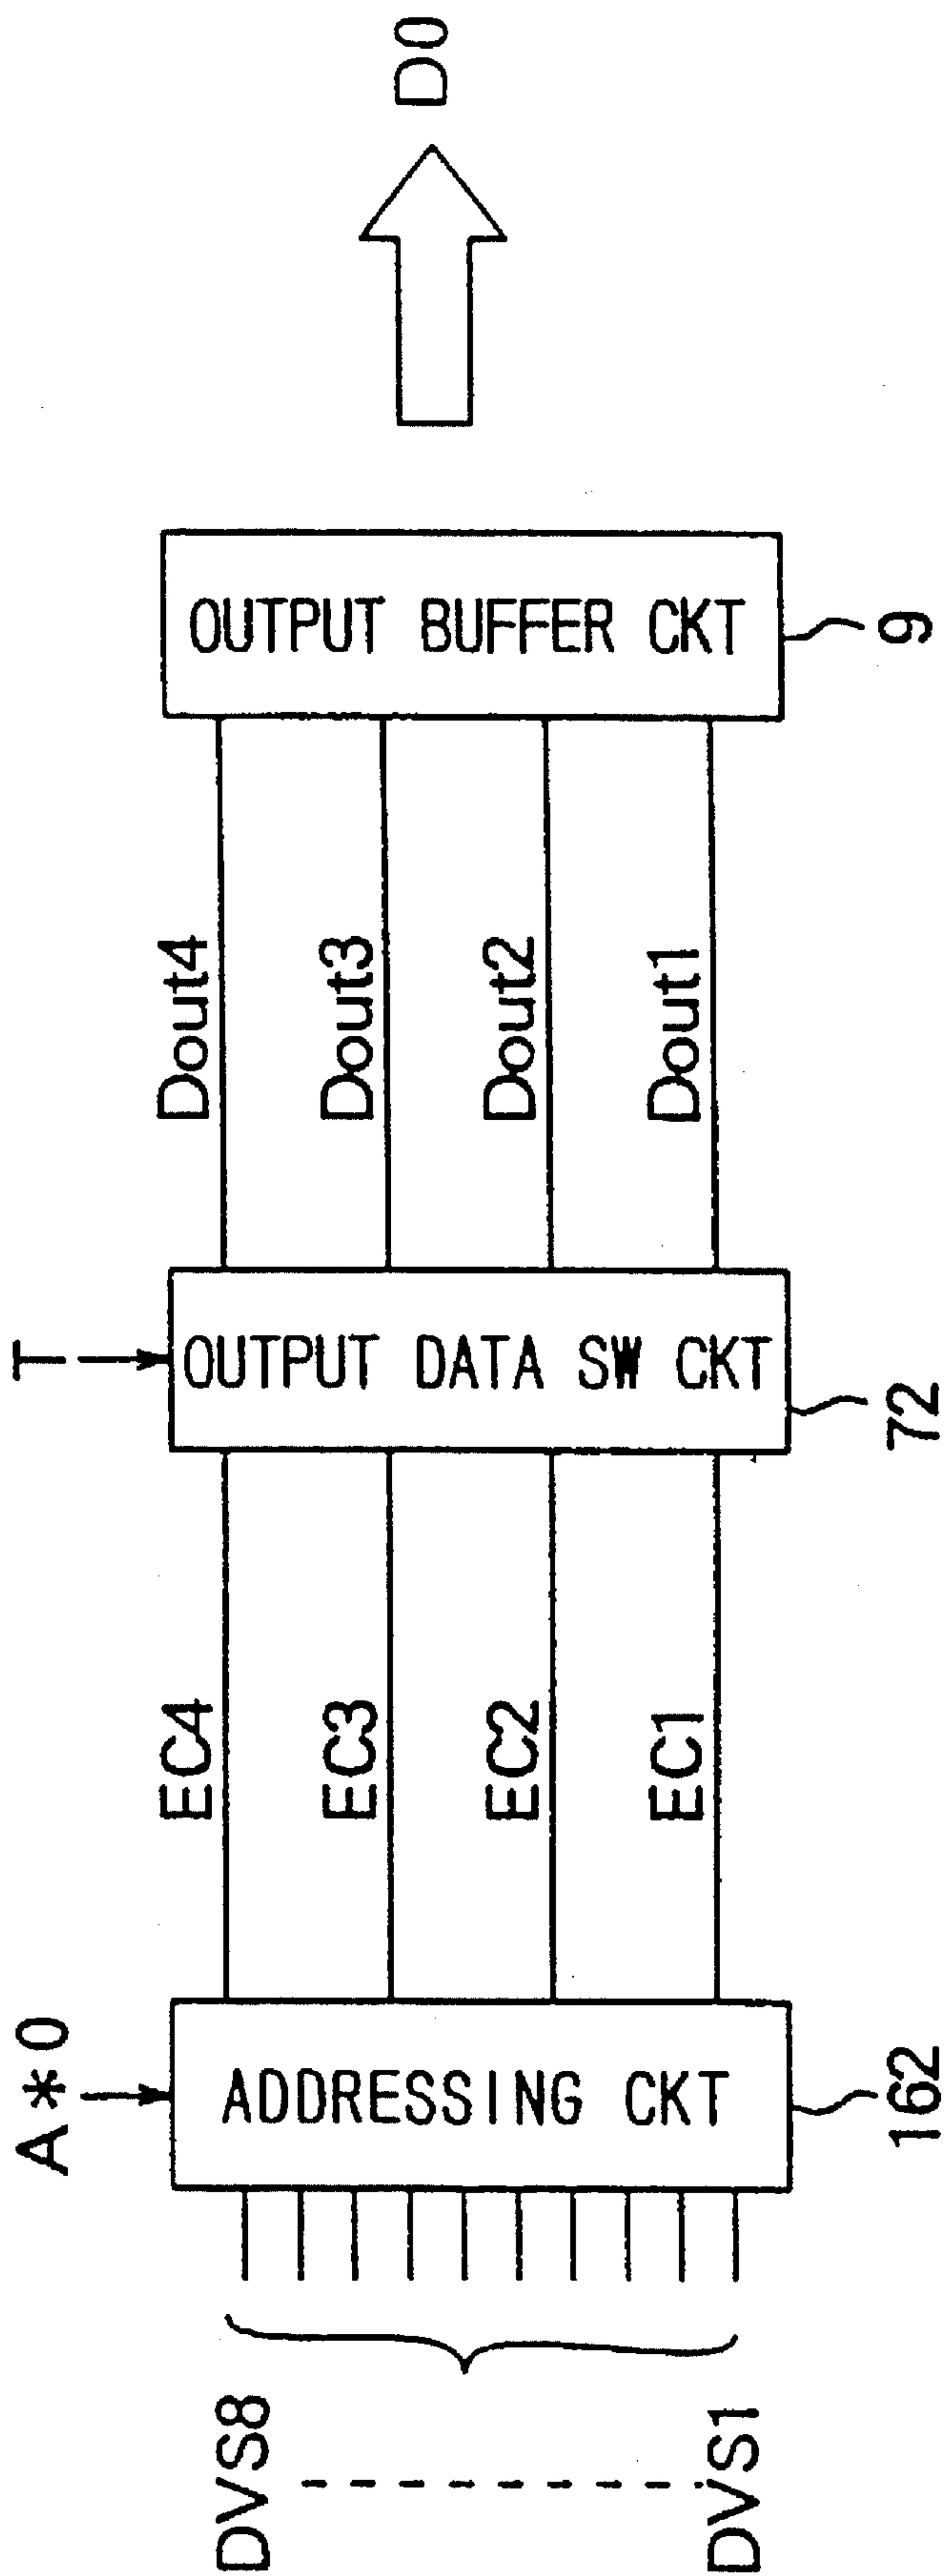 A*0
T
DVS8
DVS1
ADDRESSING CKT
162
EC4
EC3
EC2
EC1
OUTPUT DATA SW CKT
72
Dout4
Dout3
Dout2
Dout1
OUTPUT BUFFER CKT
9
D0